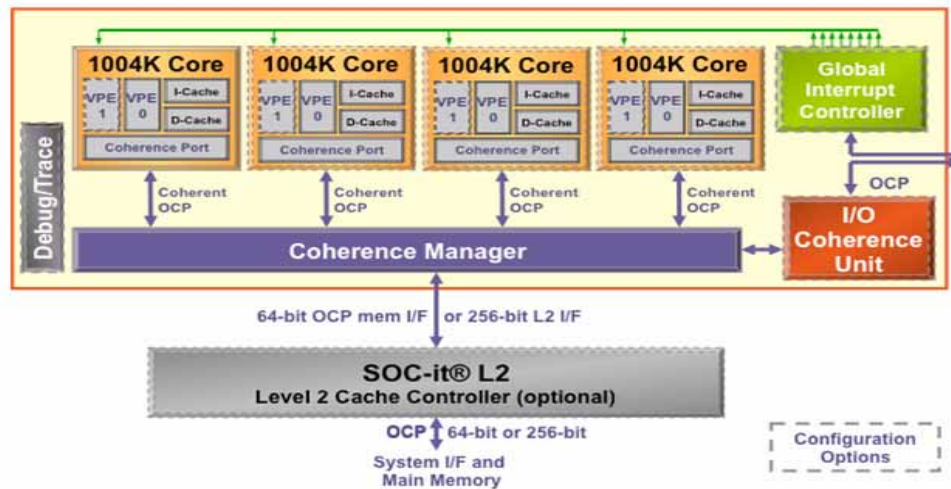 1004K Core
VPE
1
VPE
0
I-Cache
D-Cache
Coherence Port
1004K Core
VPE
1
VPE
0
I-Cache
D-Cache
Coherence Port
1004K Core
VPE
1
VPE
0
I-Cache
D-Cache
Coherence Port
1004K Core
VPE
1
VPE
0
I-Cache
D-Cache
Coherence Port
Global
Interrupt
Controller
Debug/Trace
Coherent
OCP
Coherent
OCP
Coherent
OCP
Coherent
OCP
OCP
Coherence Manager
I/O
Coherence
Unit
64-bit OCP mem I/F or 256-bit L2 I/F
SOC-it® L2
Level 2 Cache Controller (optional)
OCP 64-bit or 256-bit
System I/F and
Main Memory
Configuration
Options